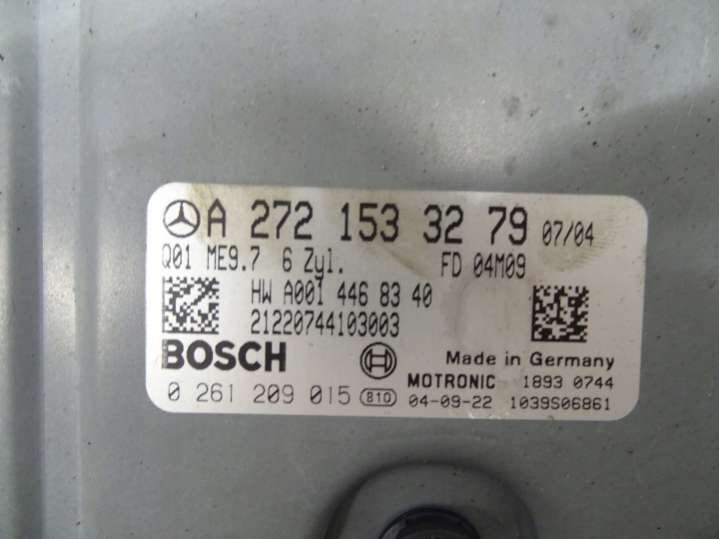 A 272 153 32 79 07/04
Q01 ME9.7 6 Zyl. FD 04M09
HW A001 446 83 40
21220744103003
BOSCH Made in Germany
MOTRONIC 1893 0744
0 261 209 015 810 04-09-22 1039S06861